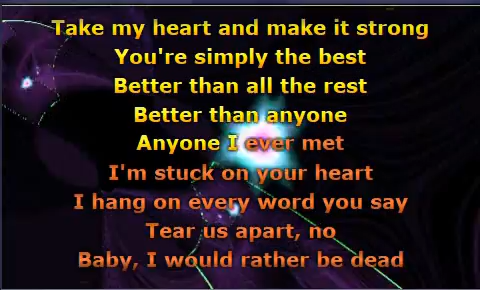 Take my heart and make it strong
You're simply the best
Better than all the rest
Better than anyone
Anyone I ever met
I'm stuck on your heart
I hang on every word you say
Tear us apart, no
Baby, I would rather be dead